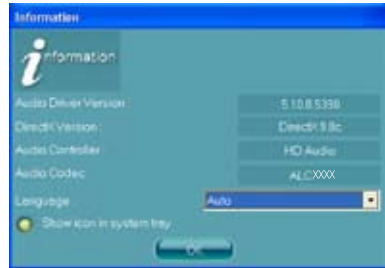 Information
information
Audio Driver Version : 5.10.0.5398
DirectX Version : DirectX 9.0c
Audio Controller : HD Audio
Audio Codec : ALCXXXX
Language Auto
Show icon in system tray
OK